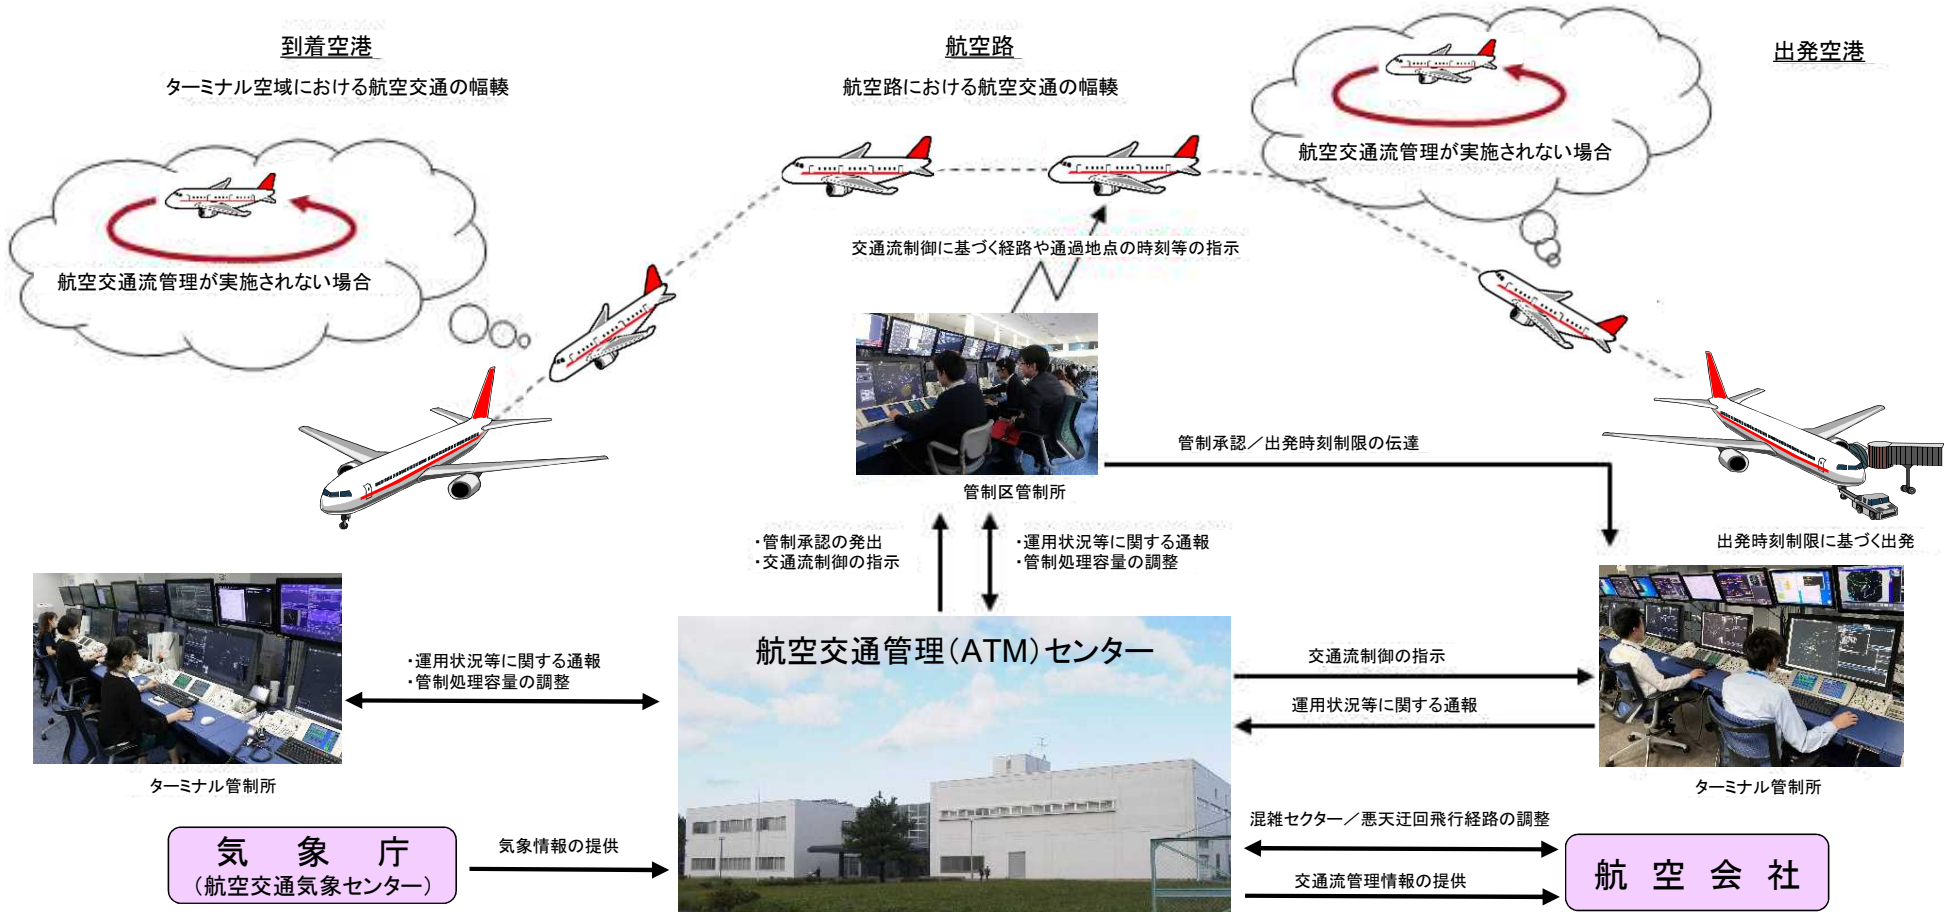 到着空港
ターミナル空域における航空交通の幅輳
航空路
航空路における航空交通の幅輳
出発空港
航空交通流管理が実施されない場合
航空交通流管理が実施されない場合
交通流制御に基づく経路や通過地点の時刻等の指示
管制区管制所
管制承認／出発時刻制限の伝達
出発時刻制限に基づく出発
・管制承認の発出
・交通流制御の指示
・運用状況等に関する通報
・管制処理容量の調整
ターミナル管制所
・運用状況等に関する通報
・管制処理容量の調整
航空交通管理(ATM)センター
交通流制御の指示
運用状況等に関する通報
ターミナル管制所
気象庁
（航空交通気象センター）
気象情報の提供
混雑セクター／悪天迂回飛行経路の調整
交通流管理情報の提供
航空会社